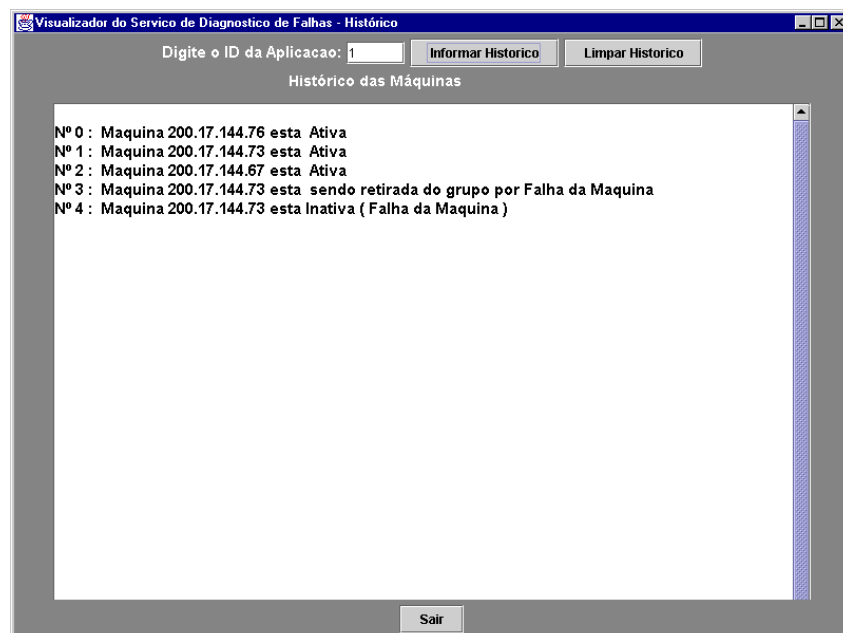 Visualizador do Servico de Diagnostico de Falhas - Histórico
Digite o ID da Aplicacao: 1 Informar Historico Limpar Historico
Histórico das Máquinas
Nº 0 : Maquina 200.17.144.76 esta Ativa
Nº 1 : Maquina 200.17.144.73 esta Ativa
Nº 2 : Maquina 200.17.144.67 esta Ativa
Nº 3 : Maquina 200.17.144.73 esta sendo retirada do grupo por Falha da Maquina
Nº 4 : Maquina 200.17.144.73 esta Inativa ( Falha da Maquina )
Sair